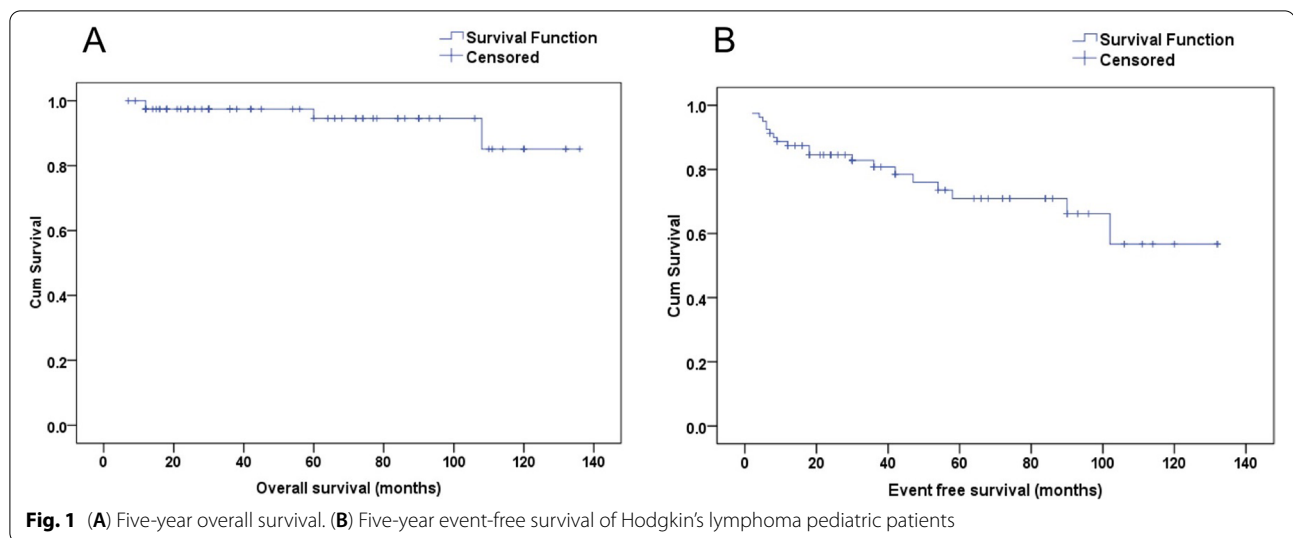 A
Survival Function
Censored
1.0
0.8
0.6
0.4
0.2
0.0
Cum Survival
0 20 40 60 80 100 120 140
Overall survival (months)
B
Survival Function
Censored
1.0
0.8
0.6
0.4
0.2
0.0
Cum Survival
0 20 40 60 80 100 120 140
Event free survival (months)
Fig. 1 (A) Five-year overall survival. (B) Five-year event-free survival of Hodgkin's lymphoma pediatric patients